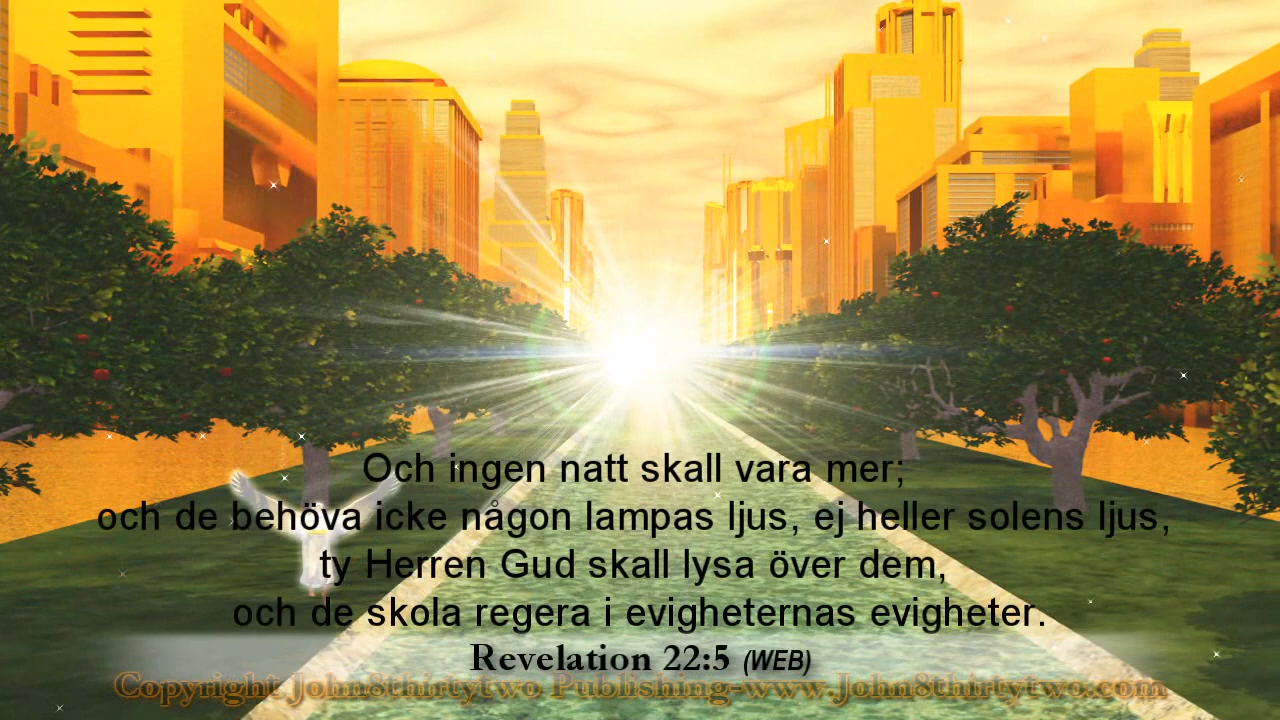 Och ingen natt skall vara mer;
och de behöva icke någon lampas ljus, ej heller solens ljus,
ty Herren Gud skall lysa över dem,
och de skola regera i evigheternas evigheter.
Revelation 22:5 (WEB)
Copyright John8thirtytwo Publishing-www.John8thirtytwo.com